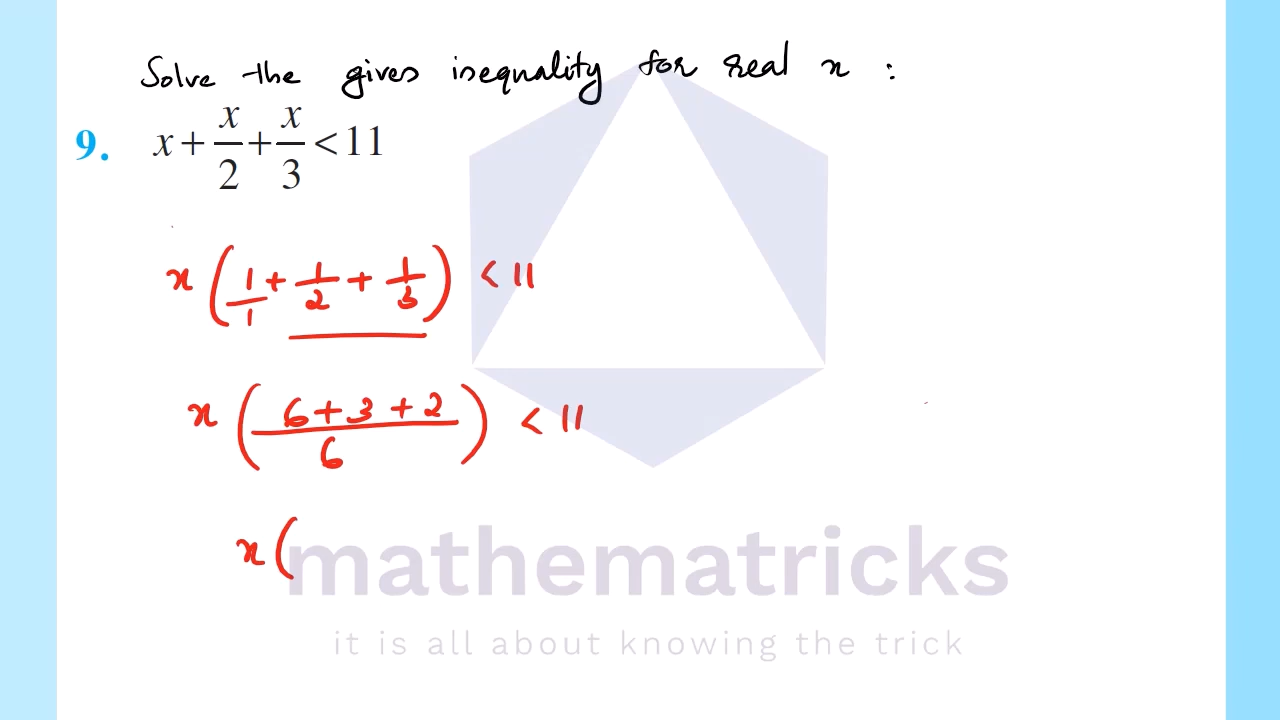 Solve the gives inequality for real x :
9. x + x/2 + x/3 < 11
x (1/1 + 1/2 + 1/3) < 11
x ((6+3+2)/6) < 11
x (
mathematricks
it is all about knowing the trick